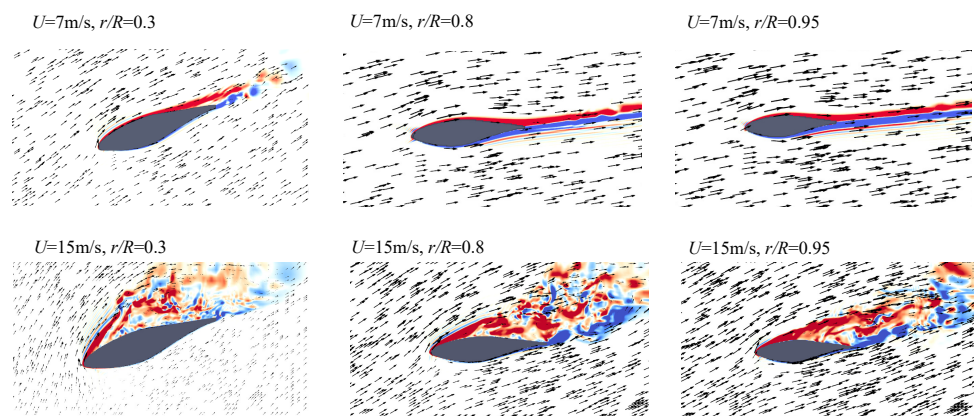 U=7m/s, r/R=0.3
U=7m/s, r/R=0.8
U=7m/s, r/R=0.95
U=15m/s, r/R=0.3
U=15m/s, r/R=0.8
U=15m/s, r/R=0.95